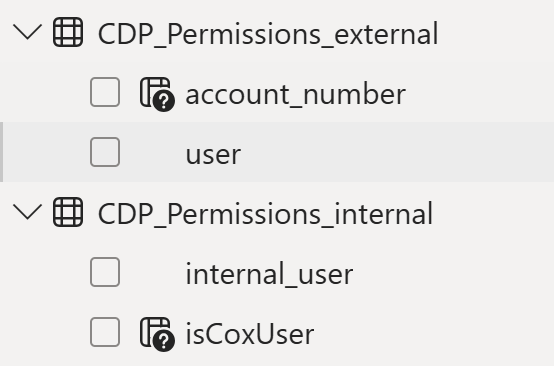 CDP_Permissions_external
account_number
user
CDP_Permissions_internal
internal_user
isCoxUser